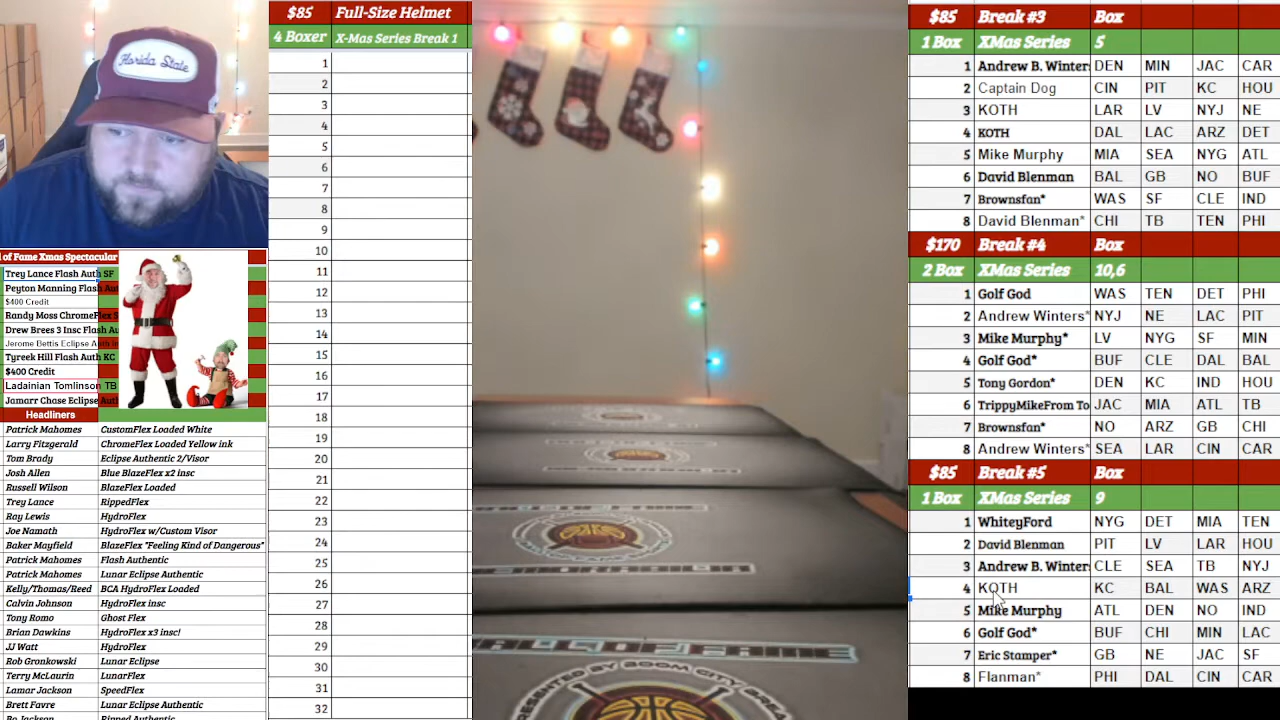 Florida State
l of Fame Xmas Spectacular
Trey Lance Flash Auth SF
Peyton Manning Flash Aut
$400 Credit
Randy Moss ChromeFlex S
Drew Brees 3 Insc Flash Au
Jerome Bettis Eclipse Auth In
Tyreek Hill Flash Auth KC
$400 Credit
Ladainian Tomlinson TB
Jamarr Chase Eclipse Auth
Headliners
Patrick Mahomes CustomFlex Loaded White
Larry Fitzgerald ChromeFlex Loaded Yellow ink
Tom Brady Eclipse Authentic 2/Visor
Josh Allen Blue BlazeFlex x2 insc
Russell Wilson BlazeFlex Loaded
Trey Lance RippedFlex
Ray Lewis HydroFlex
Joe Namath HydroFlex w/Custom Visor
Baker Mayfield BlazeFlex "Feeling Kind of Dangerous"
Patrick Mahomes Flash Authentic
Patrick Mahomes Lunar Eclipse Authentic
Kelly/Thomas/Reed BCA HydroFlex Loaded
Calvin Johnson HydroFlex insc
Tony Romo Ghost Flex
Brian Dawkins HydroFlex x3 insc!
JJ Watt HydroFlex
Rob Gronkowski Lunar Eclipse
Terry McLaurin LunarFlex
Lamar Jackson SpeedFlex
Brett Favre Lunar Eclipse Authentic
Bo Jackson Ripped Authentic
$85 Full-Size Helmet
4 Boxer X-Mas Series Break 1
1
2
3
4
5
6
7
8
9
10
11
12
13
14
15
16
17
18
19
20
21
22
23
24
25
26
27
28
29
30
31
32
PRESENTED BY BOOM CITY BREA
$85 Break #3 Box
1 Box XMas Series 5
1 Andrew B. Winters DEN MIN JAC CAR
2 Captain Dog CIN PIT KC HOU
3 KOTH LAR LV NYJ NE
4 KOTH DAL LAC ARZ DET
5 Mike Murphy MIA SEA NYG ATL
6 David Blenman BAL GB NO BUF
7 Brownsfan* WAS SF CLE IND
8 David Blenman* CHI TB TEN PHI
$170 Break #4 Box
2 Box XMas Series 10,6
1 Golf God WAS TEN DET PHI
2 Andrew Winters* NYJ NE LAC PIT
3 Mike Murphy* LV NYG SF MIN
4 Golf God* BUF CLE DAL BAL
5 Tony Gordon* DEN KC IND HOU
6 TrippyMikeFrom To JAC MIA ATL TB
7 Brownsfan* NO ARZ GB CHI
8 Andrew Winters* SEA LAR CIN CAR
$85 Break #5 Box
1 Box XMas Series 9
1 WhiteyFord NYG DET MIA TEN
2 David Blenman PIT LV LAR HOU
3 Andrew B. Winters CLE SEA TB NYJ
4 KOTH KC BAL WAS ARZ
5 Mike Murphy ATL DEN NO IND
6 Golf God* BUF CHI MIN LAC
7 Eric Stamper* GB NE JAC SF
8 Flanman* PHI DAL CIN CAR